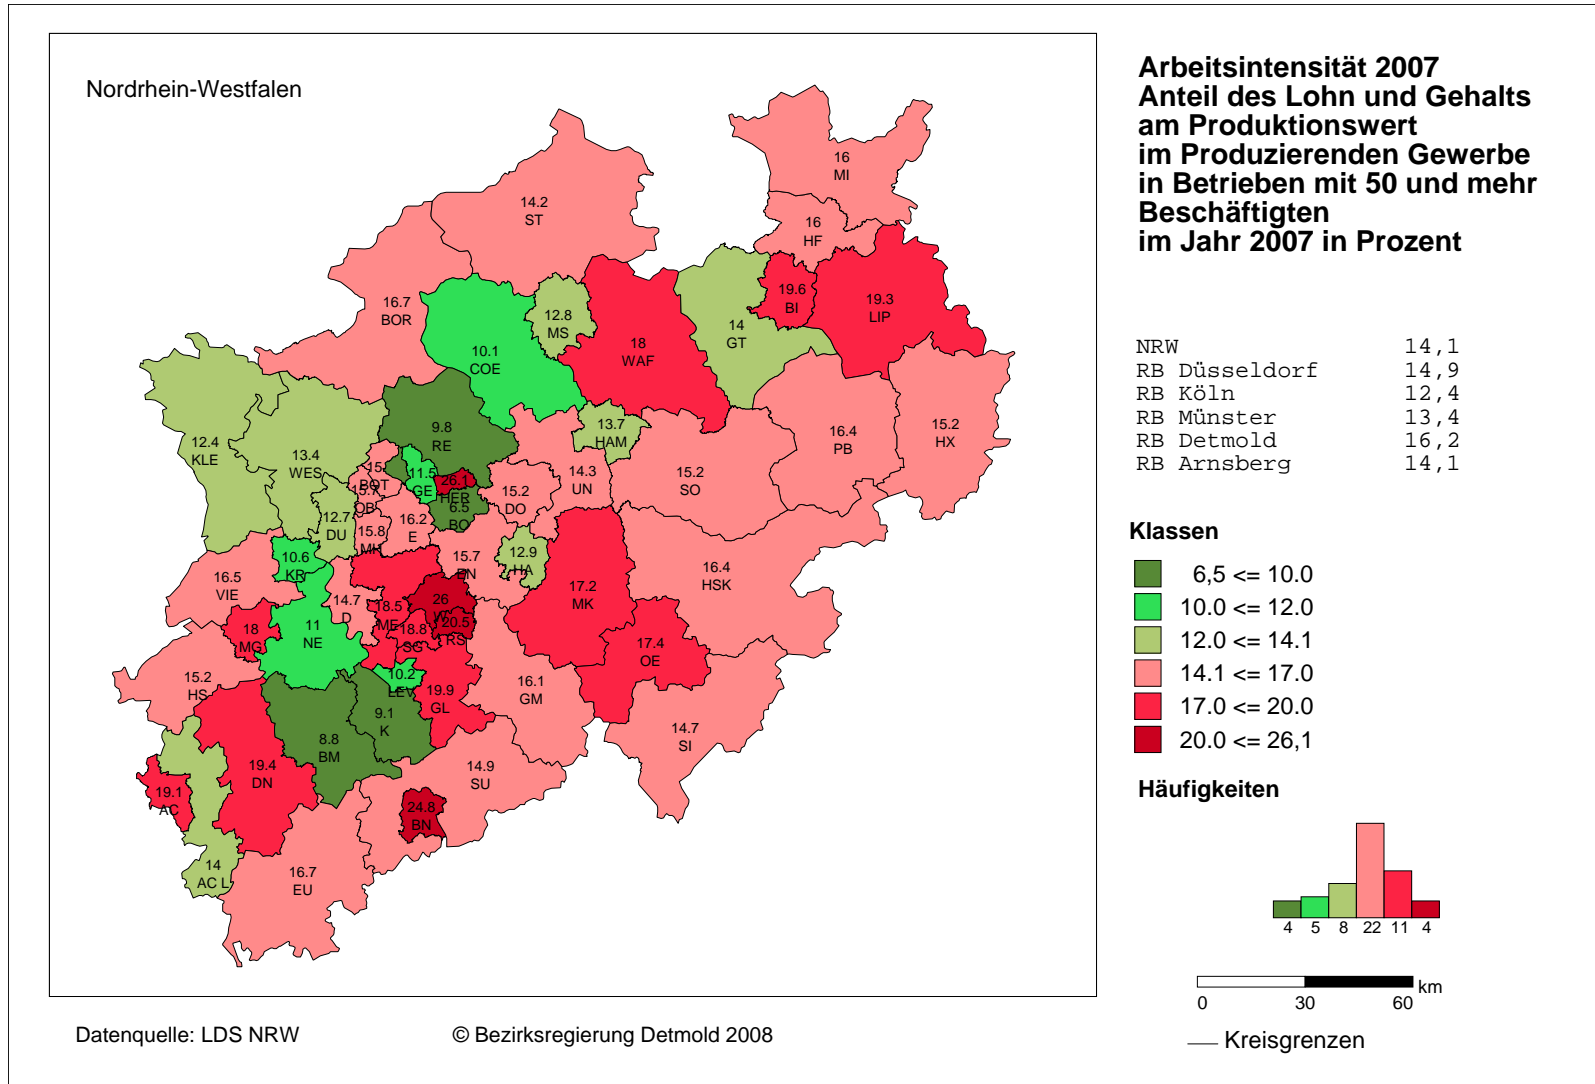 Nordrhein-Westfalen
Arbeitsintensität 2007
Anteil des Lohn und Gehalts
am Produktionswert
im Produzierenden Gewerbe
in Betrieben mit 50 und mehr
Beschäftigten
im Jahr 2007 in Prozent
NRW 14,1
RB Düsseldorf 14,9
RB Köln 12,4
RB Münster 13,4
RB Detmold 16,2
RB Arnsberg 14,1
Klassen
6,5 <= 10.0
10.0 <= 12.0
12.0 <= 14.1
14.1 <= 17.0
17.0 <= 20.0
20.0 <= 26,1
Häufigkeiten
4 5 8 22 11 4
km
0 30 60
Kreisgrenzen
16
MI
14.2
ST
16
HF
19.6
BI
19.3
LIP
16.7
BOR
12.8
MS
14
GT
18
WAF
10.1
COE
9.8
RE
13.7
HAM
16.4
PB
15.2
HX
12.4
KLE
13.4
WES
15.
BOT
11.5
GE
26.1
HER
14.3
UN
15.2
SO
15.7
OB
15.2
DO
6.5
BO
12.7
DU
15.8
MH
16.2
E
10.6
KR
15.7
EN
12.9
HA
16.4
HSK
16.5
VIE
17.2
MK
14.7
D
18.5
ME
26
W
20.5
RS
18
MG
11
NE
18.8
SG
17.4
OE
15.2
HS
10.2
LEV
19.9
GL
16.1
GM
9.1
K
8.8
BM
14.7
SI
19.4
DN
14.9
SU
19.1
AC
24.8
BN
14
AC L
16.7
EU
Datenquelle: LDS NRW
© Bezirksregierung Detmold 2008